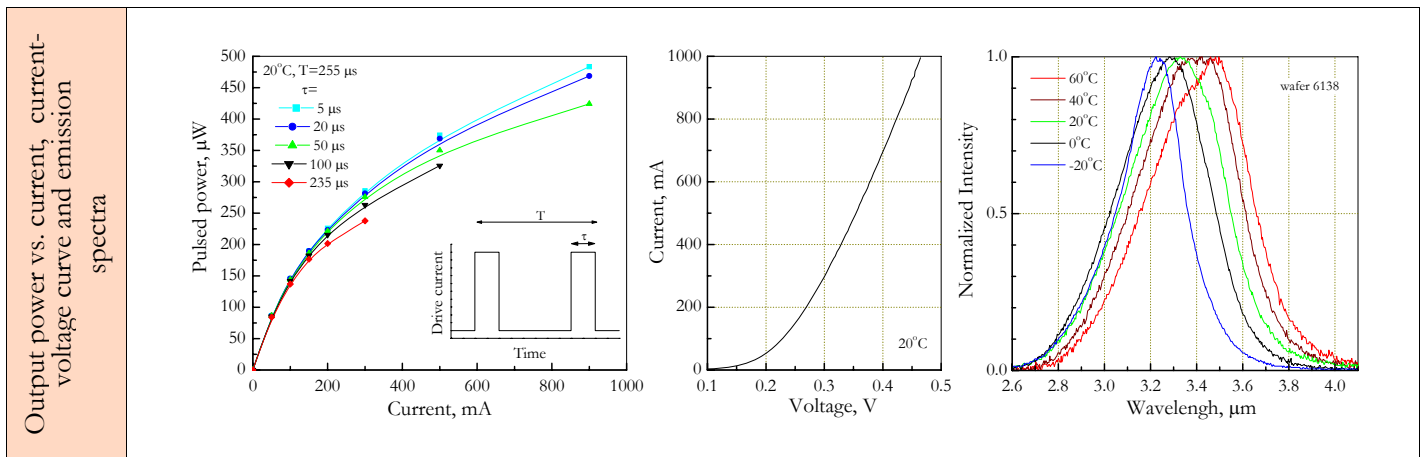 Output power vs. current, current-
voltage curve and emission
spectra
500
450
400
350
300
250
200
150
100
50
0
Pulsed power, µW
20°C, T=255 µs
τ=
5 µs
20 µs
50 µs
100 µs
235 µs
T
τ
Drive current
Time
0 200 400 600 800 1000
Current, mA
1000
800
600
400
200
0
Current, mA
20°C
0.1 0.2 0.3 0.4 0.5
Voltage, V
1.0
0.5
0.0
Normalized Intensity
60°C
40°C
20°C
0°C
-20°C
wafer 6138
2.6 3.0 3.2 3.4 3.6 3.8 4.0
Wavelengh, µm